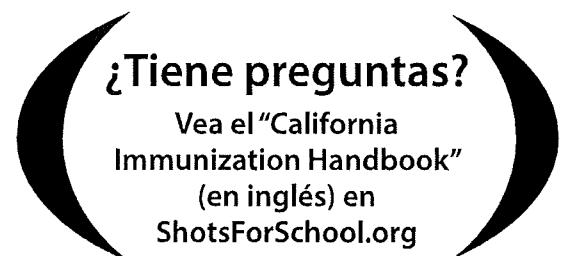 ¿Tiene preguntas?
Vea el “California
Immunization Handbook”
(en inglés) en
ShotsForSchool.org